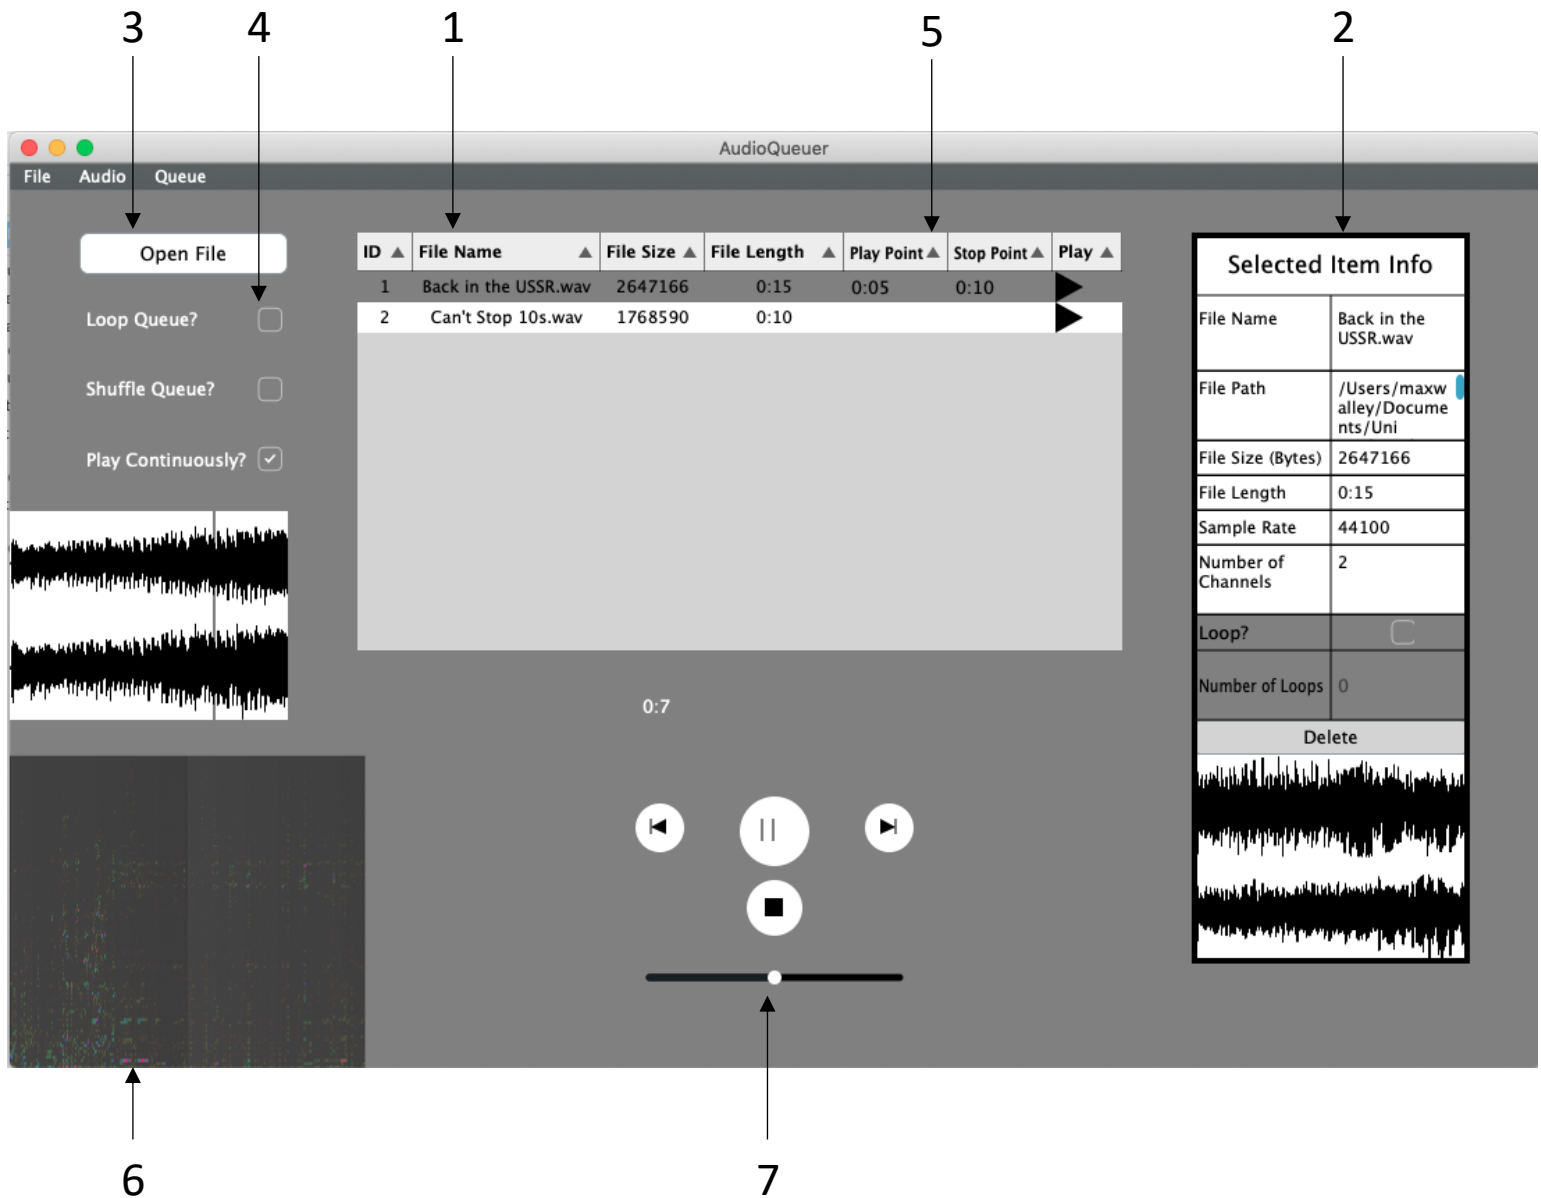 3 4 1 5 2
AudioQueuer
File Audio Queue
Open File
Loop Queue?
Shuffle Queue?
Play Continuously?
ID File Name File Size File Length Play Point Stop Point Play
1 Back in the USSR.wav 2647166 0:15 0:05 0:10
2 Can't Stop 10s.wav 1768590 0:10
0:7
Selected Item Info
File Name Back in the
USSR.wav
File Path /Users/maxw
alley/Docume
nts/Uni
File Size (Bytes) 2647166
File Length 0:15
Sample Rate 44100
Number of 2
Channels
Loop?
Number of Loops 0
Delete
6 7